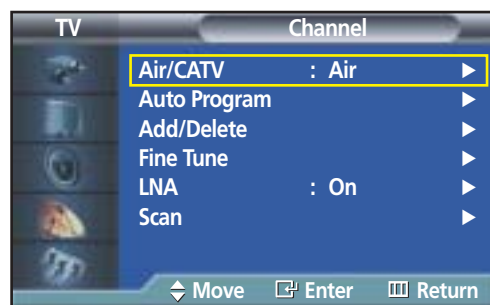 TV Channel
Air/CATV : Air
Auto Program
Add/Delete
Fine Tune
LNA : On
Scan
Move Enter Return